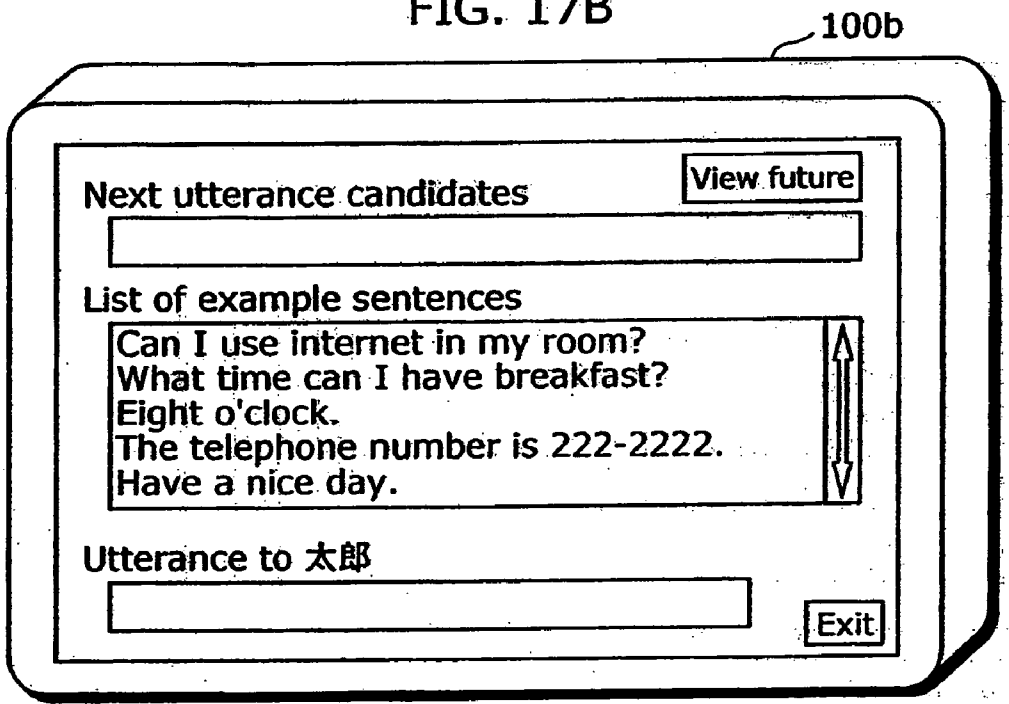 FIG. 17B
100b
View future
Next utterance candidates
List of example sentences
Can I use internet in my room?
What time can I have breakfast?
Eight o'clock.
The telephone number is 222-2222.
Have a nice day.
Utterance to 太郎
Exit